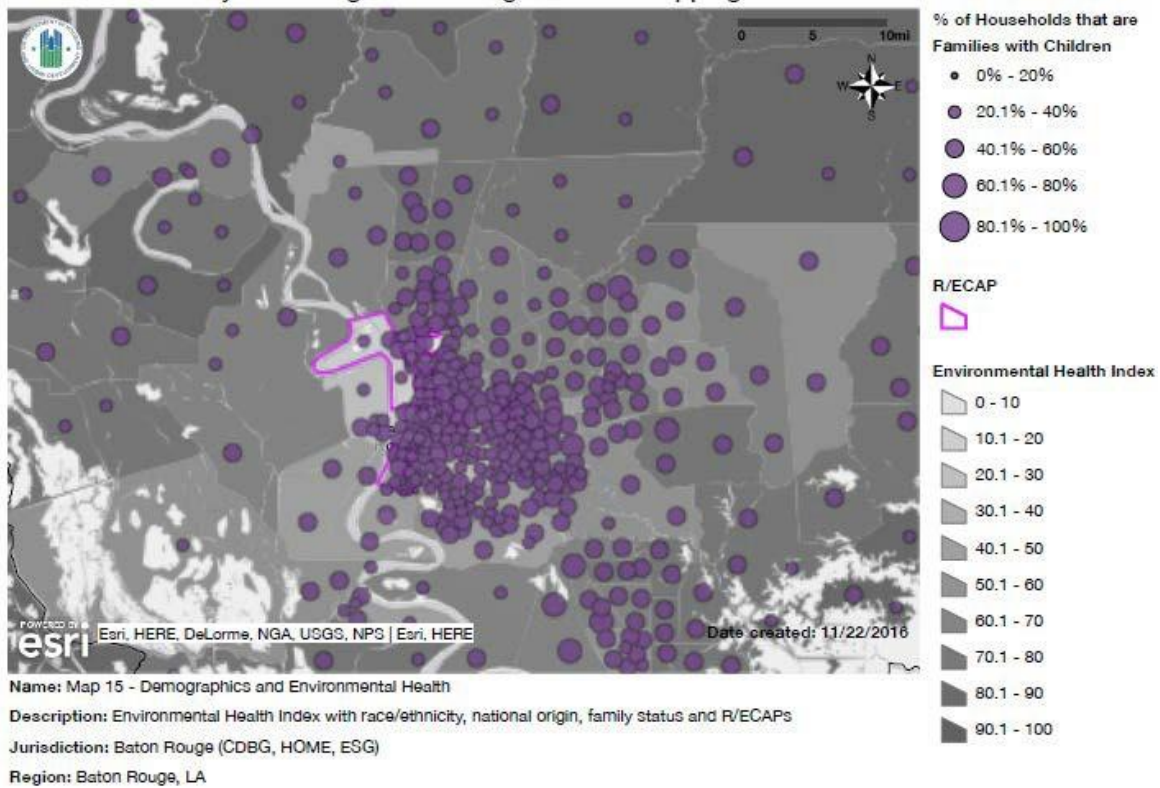 0 5 10mi
N
W E
S
% of Households that are
Families with Children
0% - 20%
20.1% - 40%
40.1% - 60%
60.1% - 80%
80.1% - 100%
R/ECAP
Environmental Health Index
0 - 10
10.1 - 20
20.1 - 30
30.1 - 40
40.1 - 50
50.1 - 60
60.1 - 70
70.1 - 80
80.1 - 90
90.1 - 100
POWERED BY
esri
Esri, HERE, DeLorme, NGA, USGS, NPS | Esri, HERE
Date created: 11/22/2016
Name: Map 15 - Demographics and Environmental Health
Description: Environmental Health Index with race/ethnicity, national origin, family status and R/ECAPs
Jurisdiction: Baton Rouge (CDBG, HOME, ESG)
Region: Baton Rouge, LA